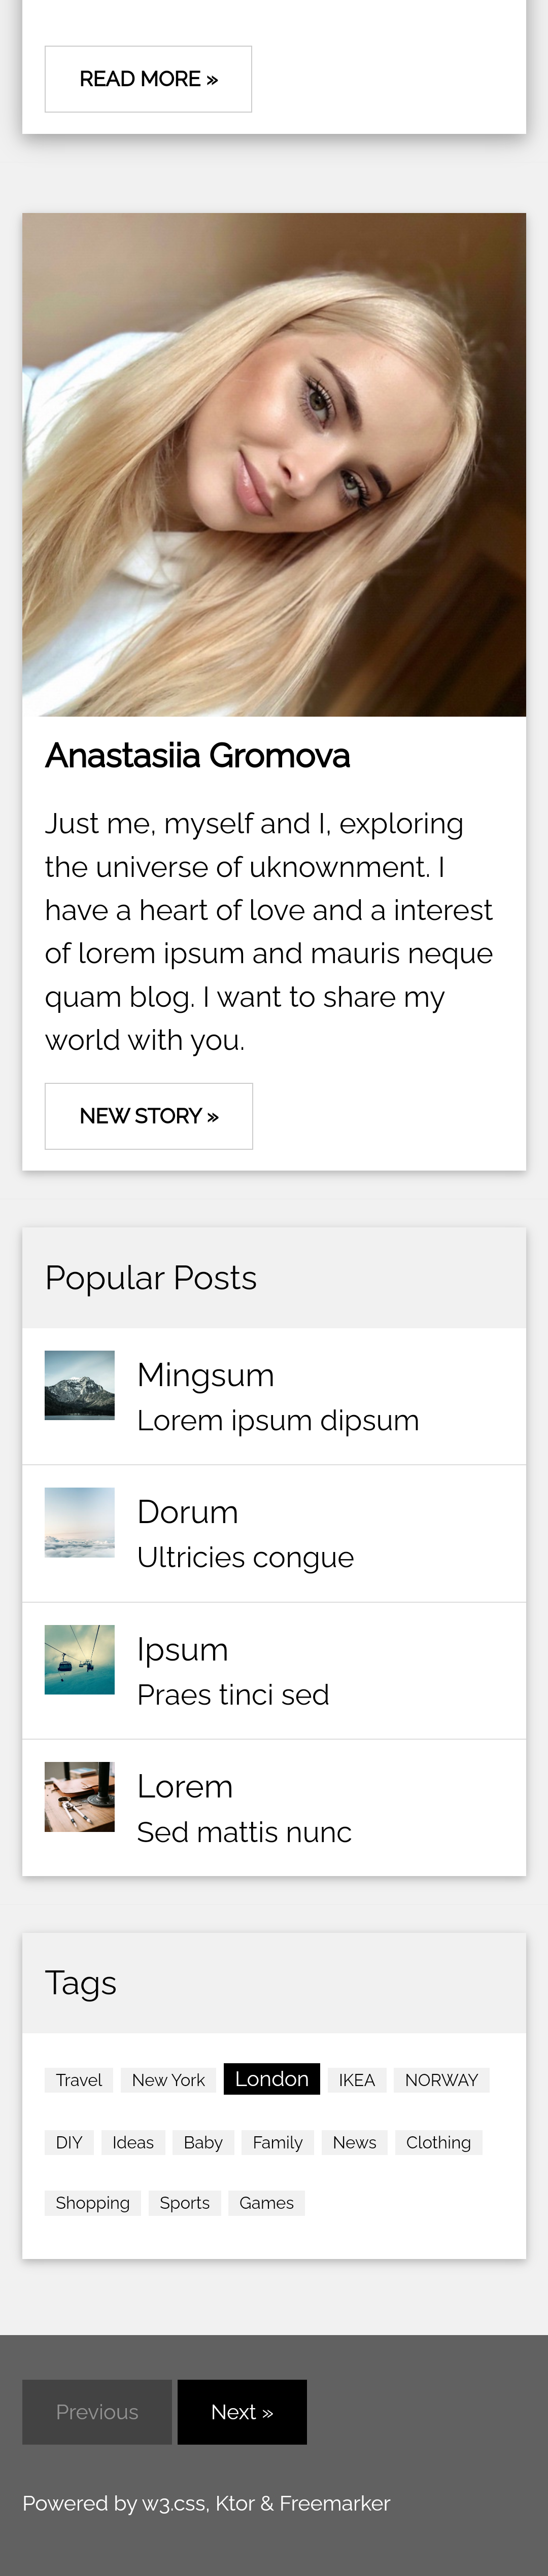 READ MORE »
Anastasiia Gromova
Just me, myself and I, exploring
the universe of uknownment. I
have a heart of love and a interest
of lorem ipsum and mauris neque
quam blog. I want to share my
world with you.
NEW STORY »
Popular Posts
Mingsum
Lorem ipsum dipsum
Dorum
Ultricies congue
Ipsum
Praes tinci sed
Lorem
Sed mattis nunc
Tags
Travel New York London IKEA NORWAY
DIY Ideas Baby Family News Clothing
Shopping Sports Games
Previous Next »
Powered by w3.css, Ktor & Freemarker